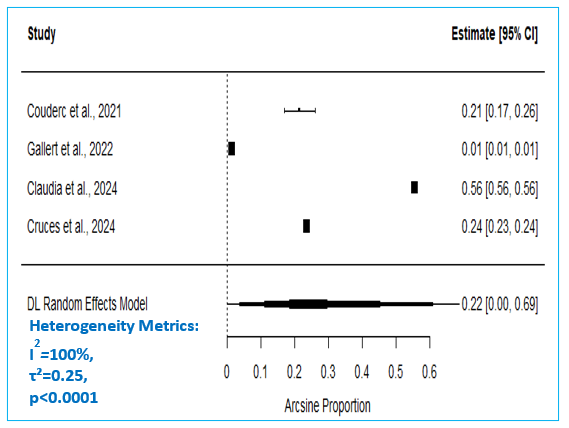 Study Estimate [95% CI]
Couderc et al., 2021 0.21 [0.17, 0.26]
Gallert et al., 2022 0.01 [0.01, 0.01]
Claudia et al., 2024 0.56 [0.56, 0.56]
Cruces et al., 2024 0.24 [0.23, 0.24]
DL Random Effects Model 0.22 [0.00, 0.69]
Heterogeneity Metrics:
I²=100%,
τ²=0.25,
p<0.0001
0 0.1 0.2 0.3 0.4 0.5 0.6
Arcsine Proportion